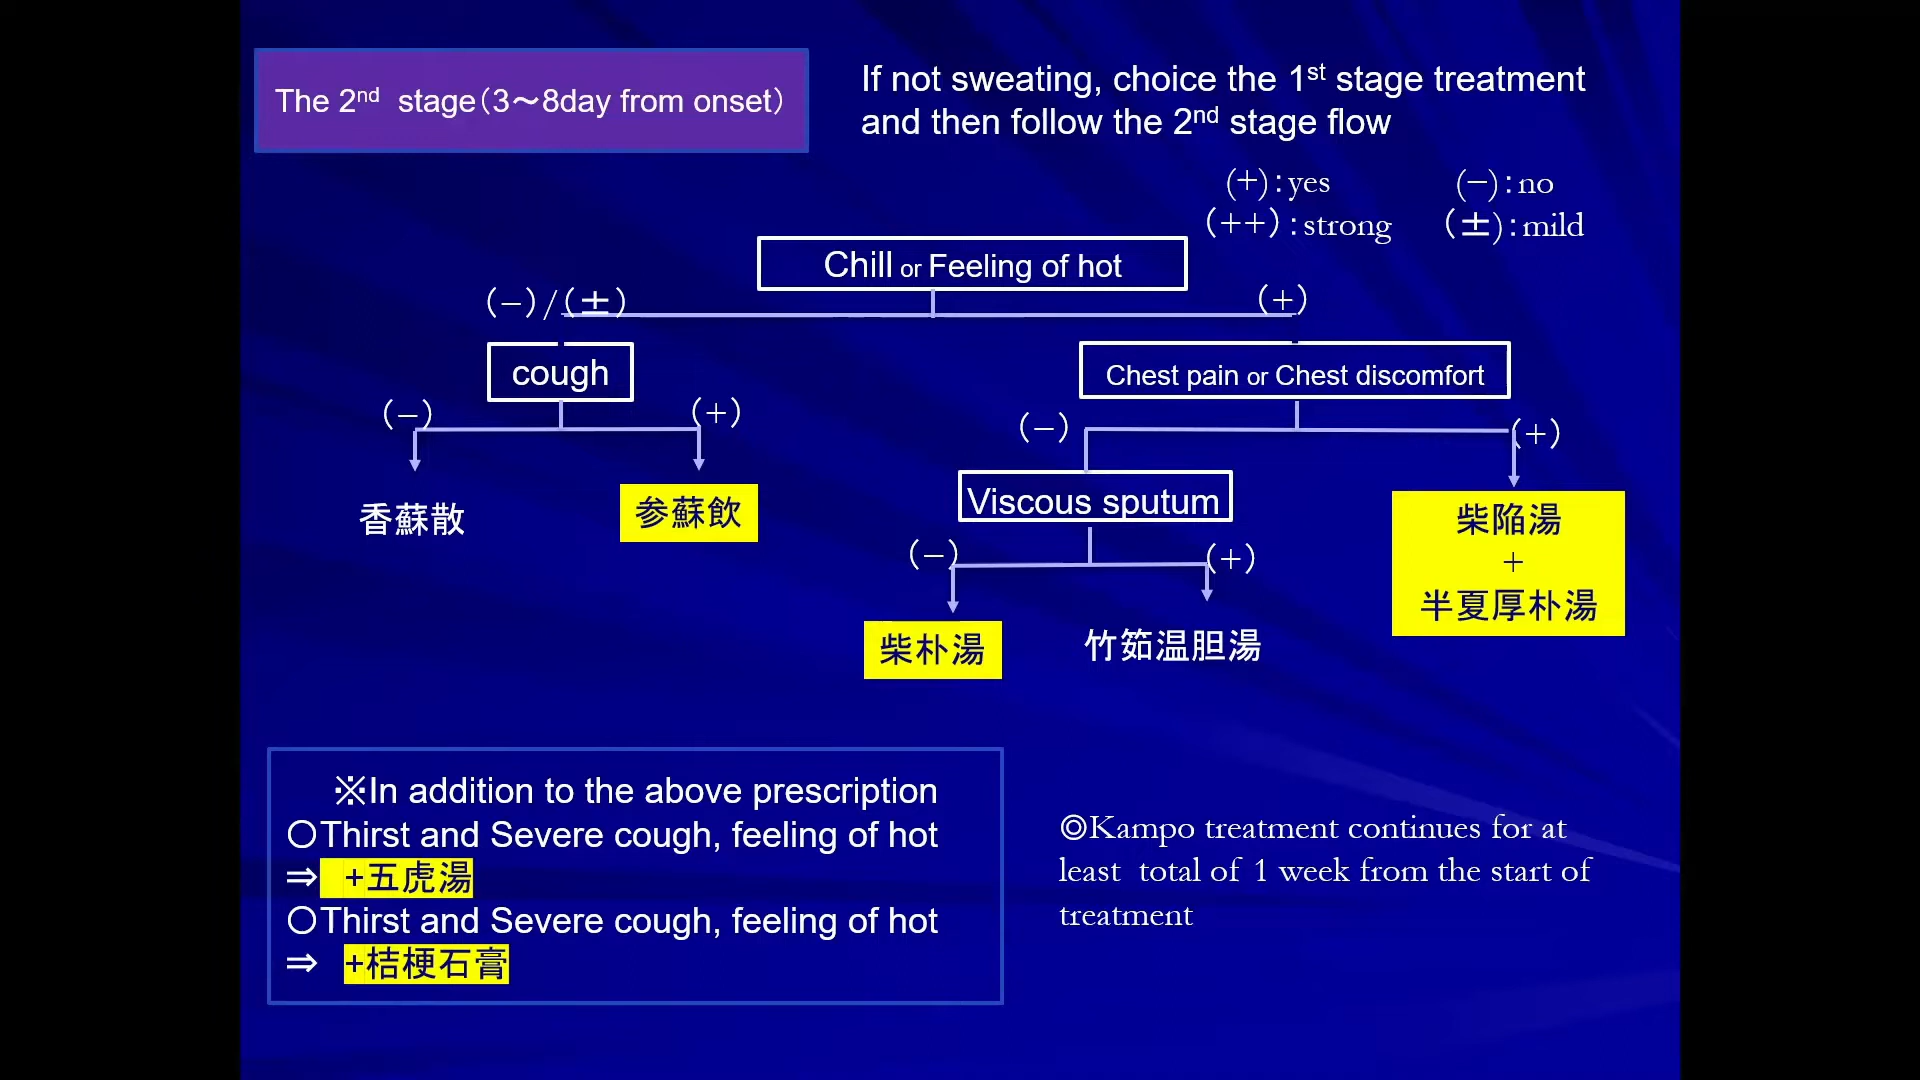 The 2nd stage（3～8day from onset）
If not sweating, choice the 1st stage treatment
and then follow the 2nd stage flow
(+)：yes (−)：no
（++）：strong （±）：mild
Chill or Feeling of hot
（−）/（±） （+）
cough
Chest pain or Chest discomfort
（−） （+）
（−） （+）
香蘇散
参蘇飲
Viscous sputum
柴陥湯
+
半夏厚朴湯
（−） （+）
柴朴湯
竹筎温胆湯
※In addition to the above prescription
○Thirst and Severe cough, feeling of hot
⇒ +五虎湯
○Thirst and Severe cough, feeling of hot
⇒ +桔梗石膏
◎Kampo treatment continues for at
least total of 1 week from the start of
treatment